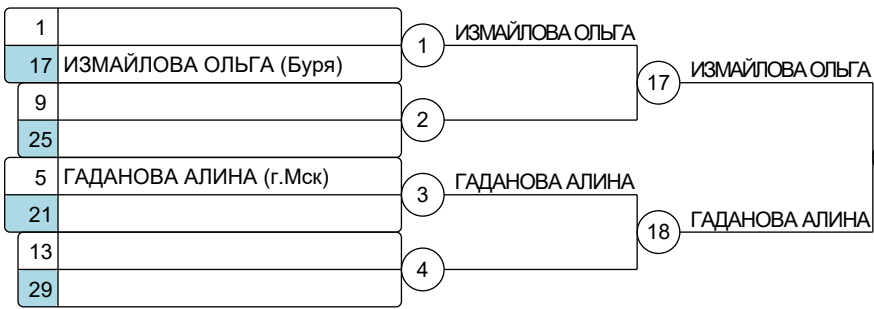 1
17 ИЗМАЙЛОВА ОЛЬГА (Буря)
9
25
5 ГАДАНОВА АЛИНА (г.Мск)
21
13
29
1 ИЗМАЙЛОВА ОЛЬГА
2
3 ГАДАНОВА АЛИНА
4
17 ИЗМАЙЛОВА ОЛЬГА
18 ГАДАНОВА АЛИНА